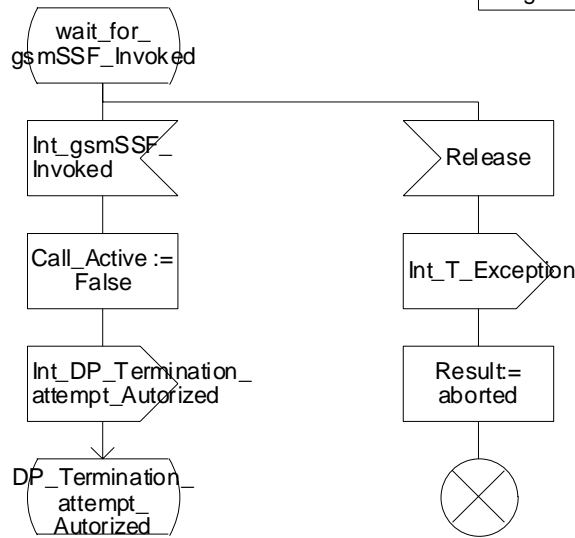 wait_for_
gsmSSF_Invoked
Int_gsmSSF_
Invoked
Release
Call_Active :=
False
Int_T_Exception
Int_DP_Termination_
attempt_Autorized
Result:=
aborted
DP_Termination_
attempt_
Autorized